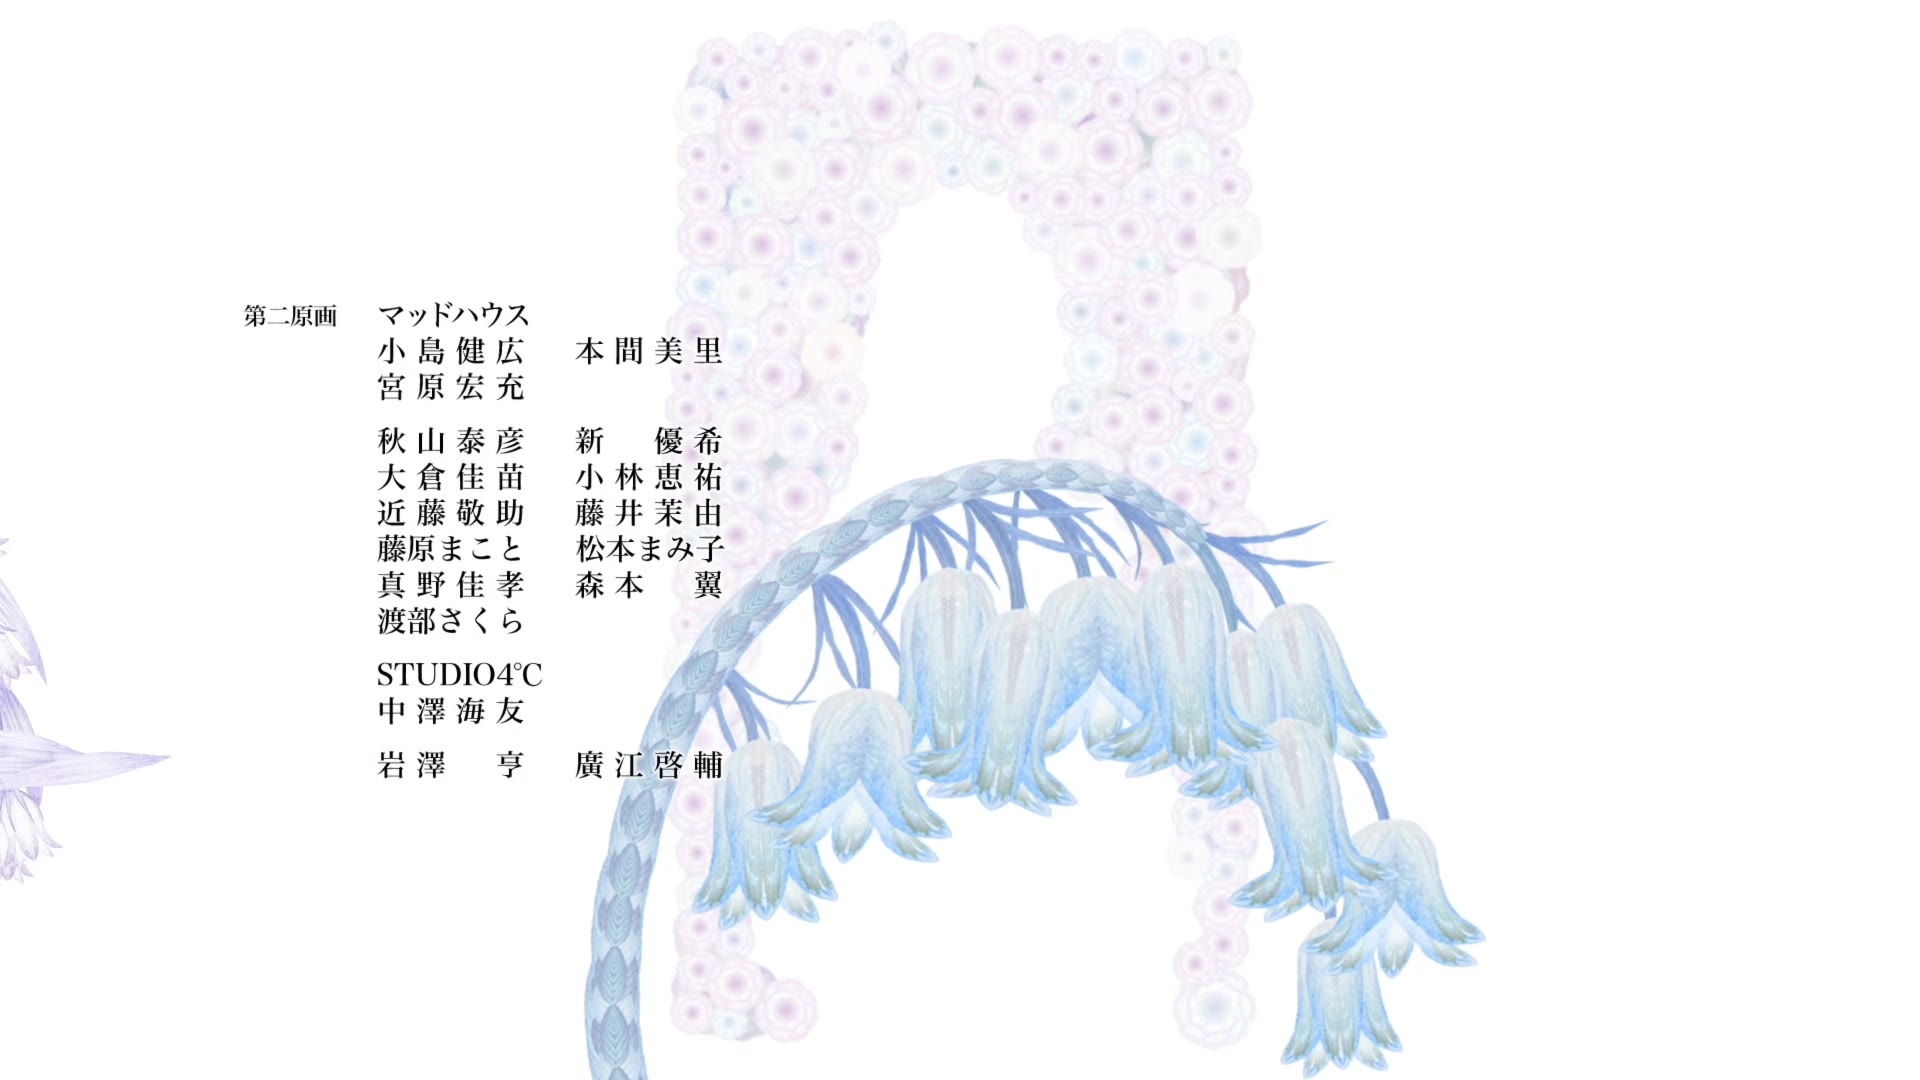 第二原画 マッドハウス
小島健広 本間美里
宮原宏充
秋山泰彦 新 優希
大倉佳苗 小林恵祐
近藤敬助 藤井茉由
藤原まこと 松本まみ子
真野佳孝 森本 翼
渡部さくら
STUDIO4℃
中澤海友
岩澤 亨 廣江啓輔